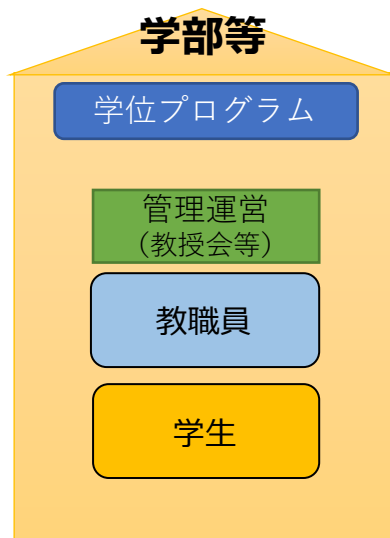 学部等
学位プログラム
管理運営
（教授会等）
教職員
学生